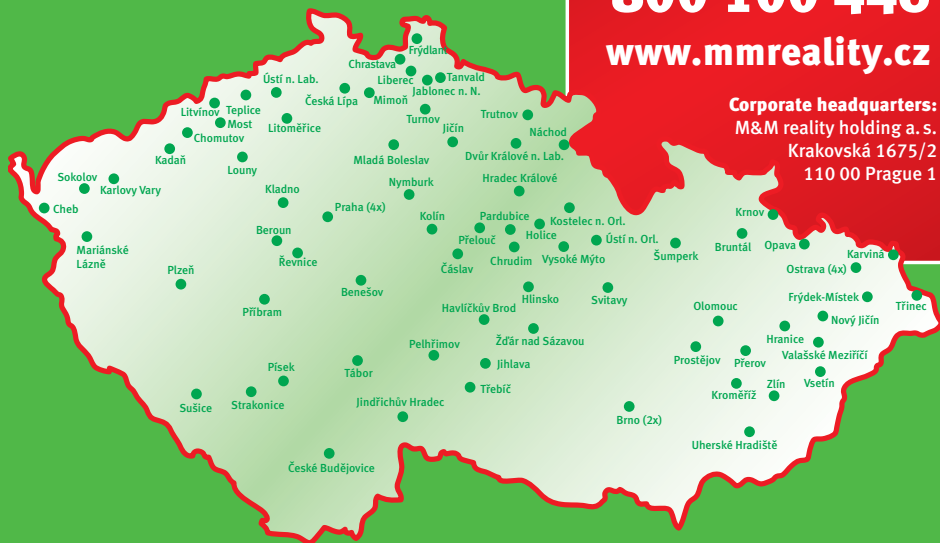 800 100 446
www.mmreality.cz
Corporate headquarters:
M&M reality holding a. s.
Krakovská 1675/2
110 00 Prague 1
Frýdlant
Chrastava
Liberec
Tanvald
Jablonec n. N.
Ústí n. Lab.
Česká Lípa
Mimoň
Litvínov
Teplice
Most
Chomutov
Litoměřice
Turnov
Jičín
Trutnov
Náchod
Kadaň
Louny
Mladá Boleslav
Dvůr Králové n. Lab.
Sokolov
Karlovy Vary
Kladno
Nymburk
Hradec Králové
Cheb
Praha (4x)
Kolín
Pardubice
Kostelec n. Orl.
Krnov
Mariánské
Lázně
Beroun
Řevnice
Přelouč
Holice
Chrudim
Vysoké Mýto
Ústí n. Orl.
Šumperk
Bruntál
Opava
Karviná
Plzeň
Čáslav
Ostrava (4x)
Benešov
Hlinsko
Svitavy
Příbram
Havlíčkův Brod
Olomouc
Frýdek-Místek
Třinec
Žďár nad Sázavou
Nový Jičín
Pelhřimov
Hranice
Valašské Meziříčí
Prostějov
Přerov
Písek
Tábor
Jihlava
Vsetín
Sušice
Strakonice
Jindřichův Hradec
Třebíč
Kroměříž
Zlín
Brno (2x)
Uherské Hradiště
České Budějovice